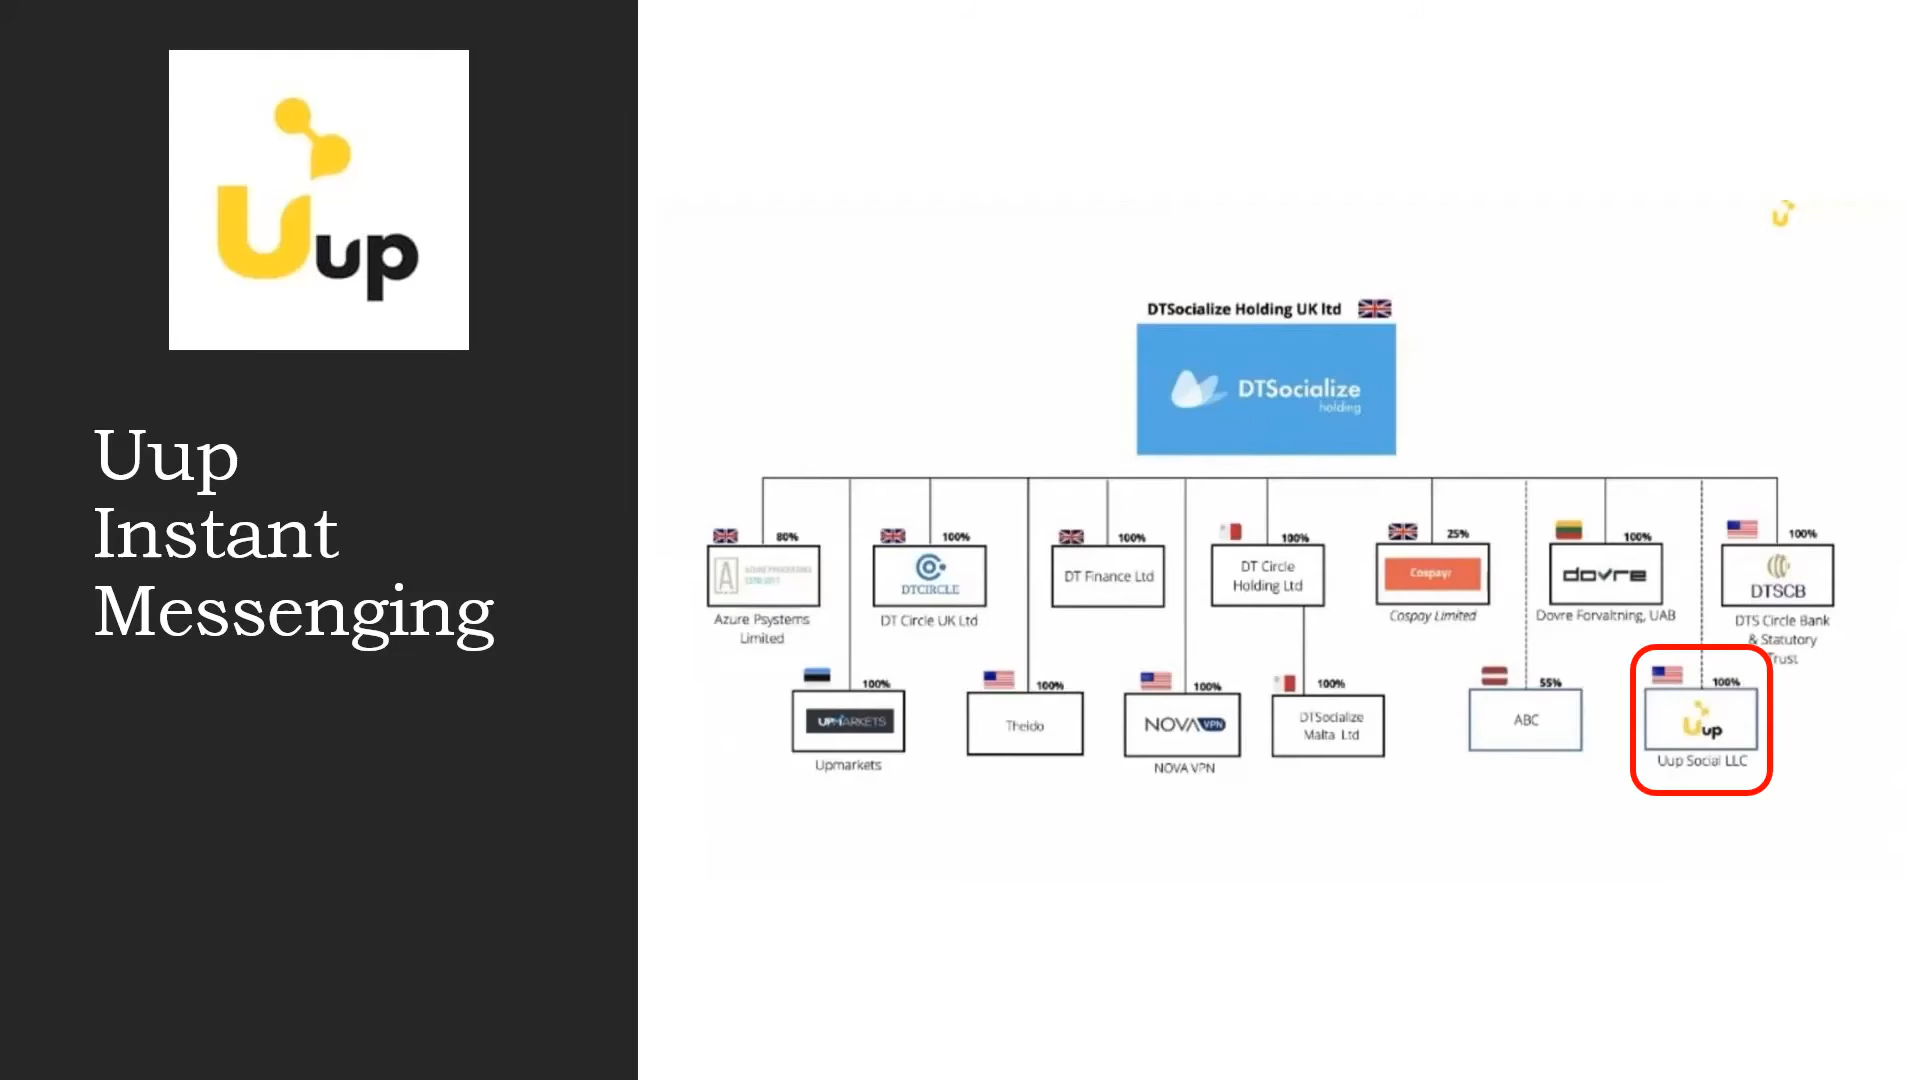 Uup
Uup
Instant
Messenging
DTSocialize Holding UK ltd
DTSocialize
holding
80%
100%
100%
100%
25%
100%
100%
A
DTCIRCLE
DT Finance Ltd
DT Circle
Holding Ltd
Cospayr
dovre
DTSCB
Azure Psystems
Limited
DT Circle UK Ltd
Cospay Limited
Dovre Forvaltning, UAB
DTS Circle Bank
& Statutory
Trust
100%
100%
100%
100%
55%
100%
UPMARKETS
Theido
NOVA VPN
DTSocialize
Malta Ltd
ABC
Uup
Upmarkets
NOVA VPN
Uup Social LLC